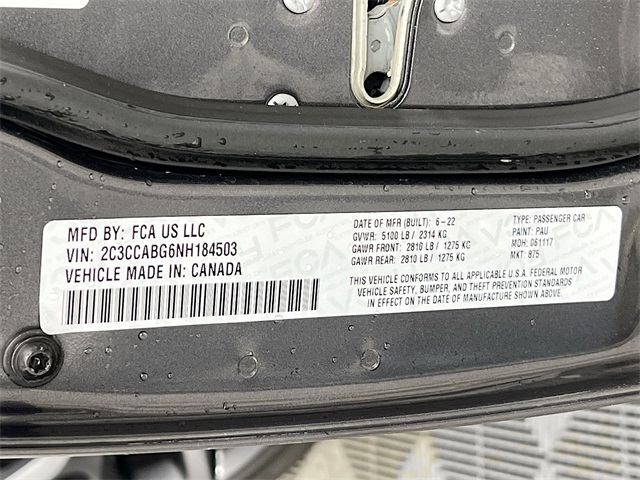 MFD BY: FCA US LLC
VIN: 2C3CCABG6NH184503
VEHICLE MADE IN: CANADA
DATE OF MFR (BUILT): 6-22
GVWR: 5100 LB / 2314 KG
GAWR FRONT: 2810 LB / 1275 KG
GAWR REAR: 2810 LB / 1275 KG
TYPE: PASSENGER CAR
PAINT: PAU
MDH: 061117
MKT: 875
THIS VEHICLE CONFORMS TO ALL APPLICABLE U.S.A. FEDERAL MOTOR
VEHICLE SAFETY, BUMPER, AND THEFT PREVENTION STANDARDS
IN EFFECT ON THE DATE OF MANUFACTURE SHOWN ABOVE.